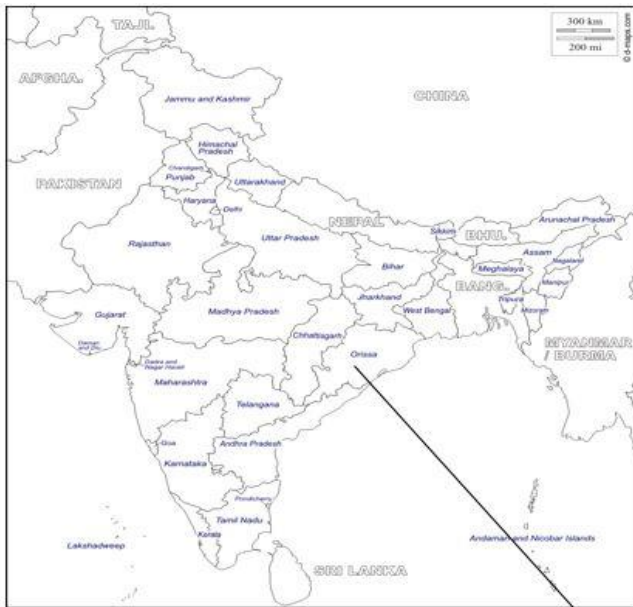 TAJI.
300 km
200 mi
© d-maps.com
AFGHA.
CHINA
Jammu and Kashmir
Himachal
Pradesh
Chandigarh
Punjab
PAKISTAN
Uttarakhand
Haryana
Delhi
NEPAL
Sikkim
BHU.
Arunachal Pradesh
Rajasthan
Uttar Pradesh
Assam
Nagaland
Bihar
Meghalaya
Manipur
BANG.
Jharkhand
Tripura
Mizoram
West Bengal
Gujarat
Madhya Pradesh
Chhattisgarh
MYANMAR
/ BURMA
Daman
and Diu
Dadra and
Nagar Haveli
Orissa
Maharashtra
Telangana
Goa
Andhra Pradesh
Karnataka
Pondicherry
Tamil Nadu
Kerala
Lakshadweep
Andaman and Nicobar Islands
SRI LANKA